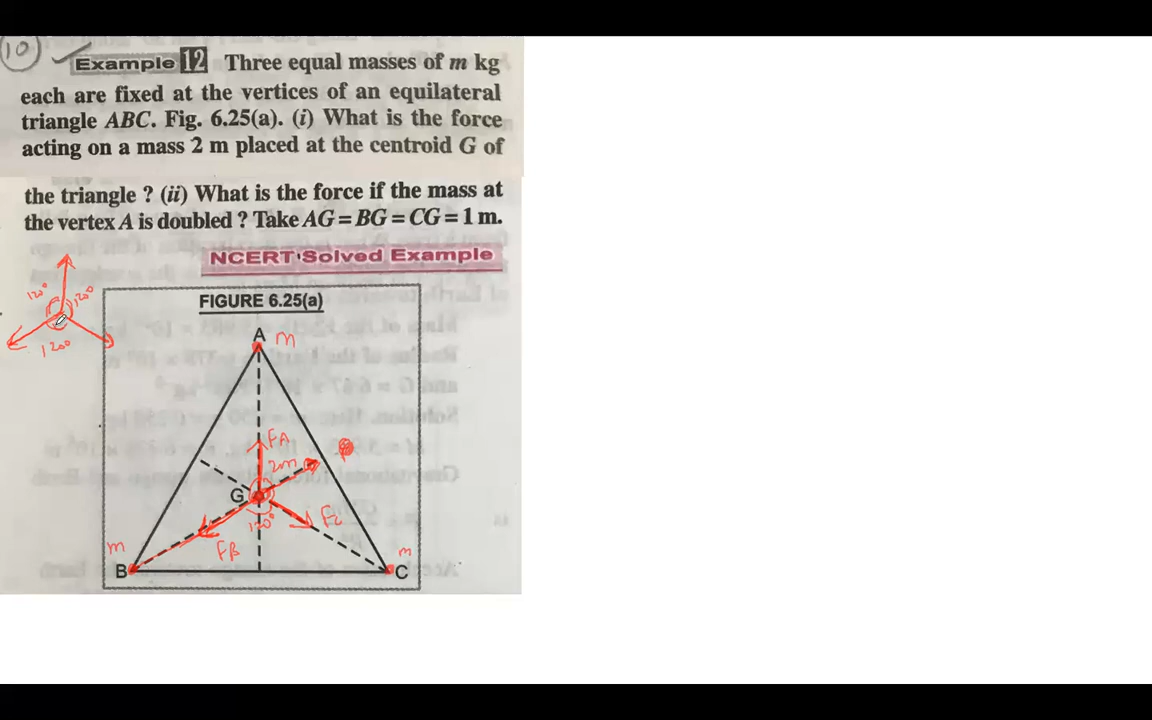 10
Example 12 Three equal masses of m kg
each are fixed at the vertices of an equilateral
triangle ABC. Fig. 6.25(a). (i) What is the force
acting on a mass 2 m placed at the centroid G of
the triangle ? (ii) What is the force if the mass at
the vertex A is doubled ? Take AG = BG = CG = 1 m.
NCERT Solved Example
120° 120°
120°
FIGURE 6.25(a)
A m
FA
2m
G
120° FC
m FB m
B C